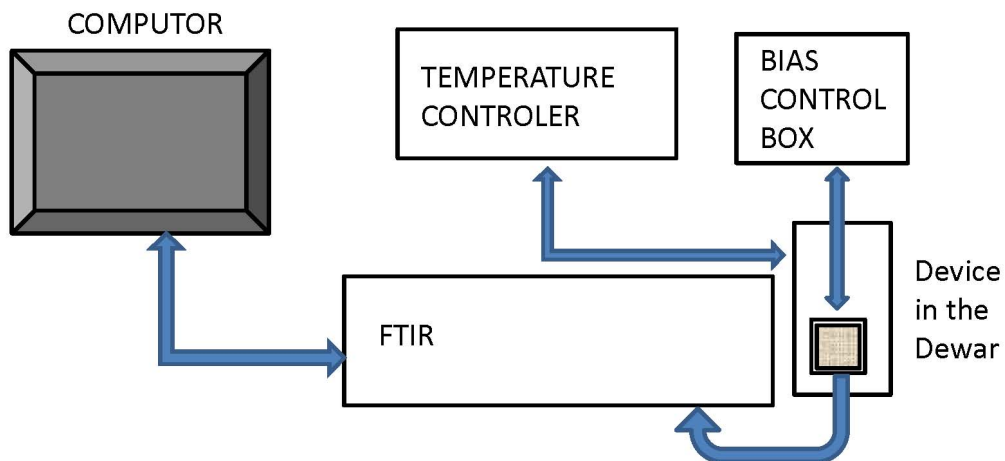 COMPUTOR
TEMPERATURE
CONTROLER
BIAS
CONTROL
BOX
FTIR
Device
in the
Dewar